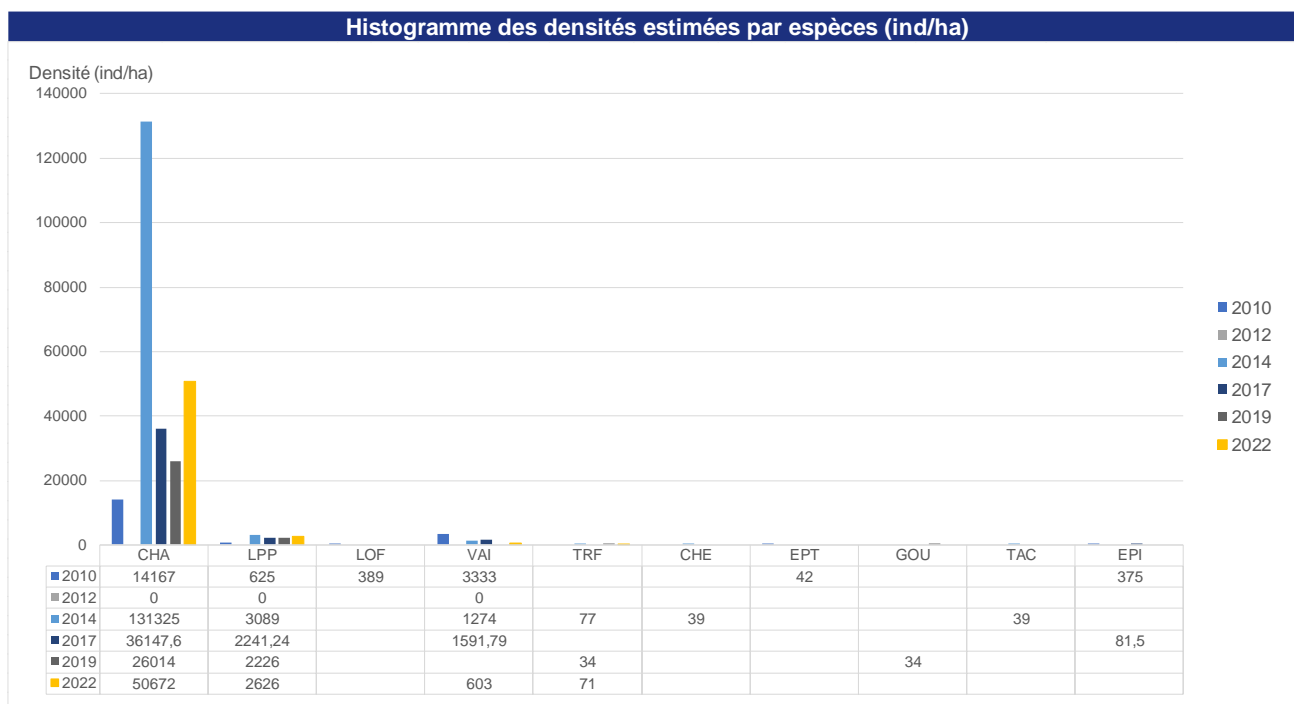 Histogramme des densités estimées par espèces (ind/ha)
Densité (ind/ha)
140000
120000
100000
80000
60000
40000
20000
0
2010
2012
2014
2017
2019
2022
CHA LPP LOF VAI TRF CHE EPT GOU TAC EPI
2010 14167 625 389 3333 42 375
2012 0 0 0
2014 131325 3089 1274 77 39 39
2017 36147,6 2241,24 1591,79 81,5
2019 26014 2226 34 34
2022 50672 2626 603 71